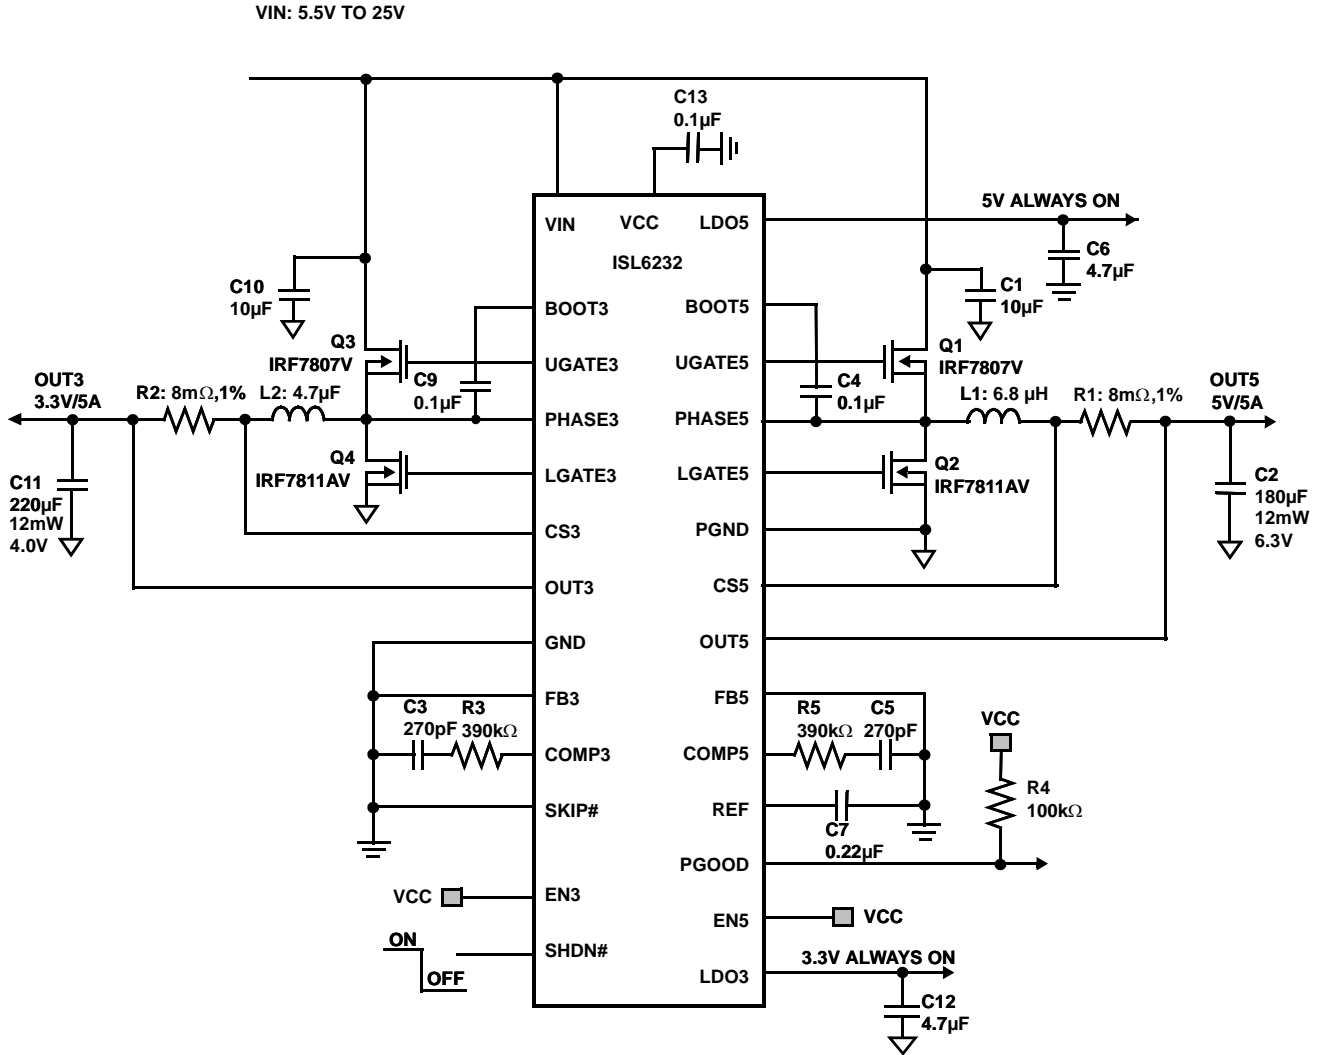 VIN: 5.5V TO 25V
C13
0.1µF
5V ALWAYS ON
VIN
VCC
LDO5
C6
4.7µF
ISL6232
C10
10µF
C1
10µF
BOOT3
BOOT5
Q3
IRF7807V
UGATE3
UGATE5
Q1
IRF7807V
C9
0.1µF
C4
0.1µF
OUT3
3.3V/5A
R2: 8mΩ,1%
L2: 4.7µF
L1: 6.8 µH
R1: 8mΩ,1%
OUT5
5V/5A
PHASE3
PHASE5
Q4
IRF7811AV
LGATE3
LGATE5
Q2
IRF7811AV
C11
220µF
12mW
4.0V
C2
180µF
12mW
6.3V
CS3
PGND
OUT3
CS5
GND
OUT5
FB3
FB5
C3
270pF
R3
390kΩ
R5
390kΩ
C5
270pF
VCC
COMP3
COMP5
R4
100kΩ
SKIP#
REF
C7
0.22µF
PGOOD
VCC
EN3
EN5
VCC
ON
OFF
SHDN#
3.3V ALWAYS ON
LDO3
C12
4.7µF